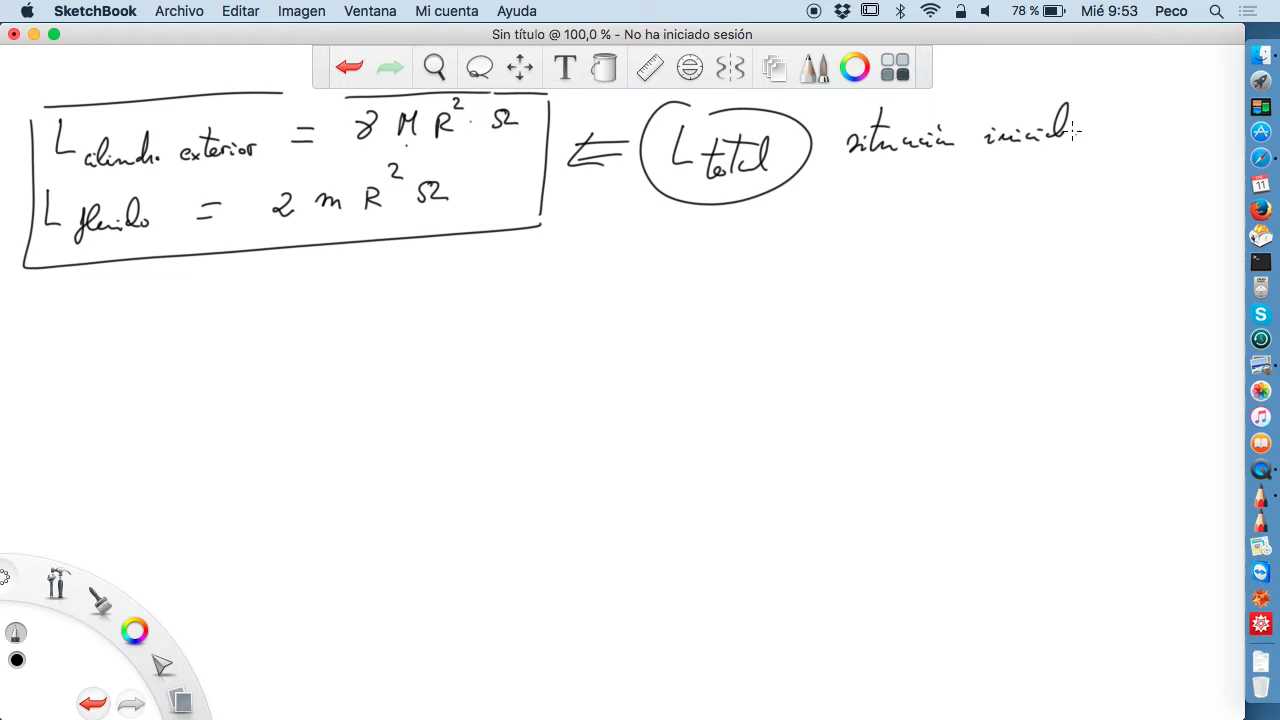 SketchBook Archivo Editar Imagen Ventana Mi cuenta Ayuda 78 % Mié 9:53 Peco
Sin título @ 100,0 % - No ha iniciado sesión
L cilindro exterior = 8 M R² · Ω ⇐ L total situación inicial
L fluido = 2 m R² Ω